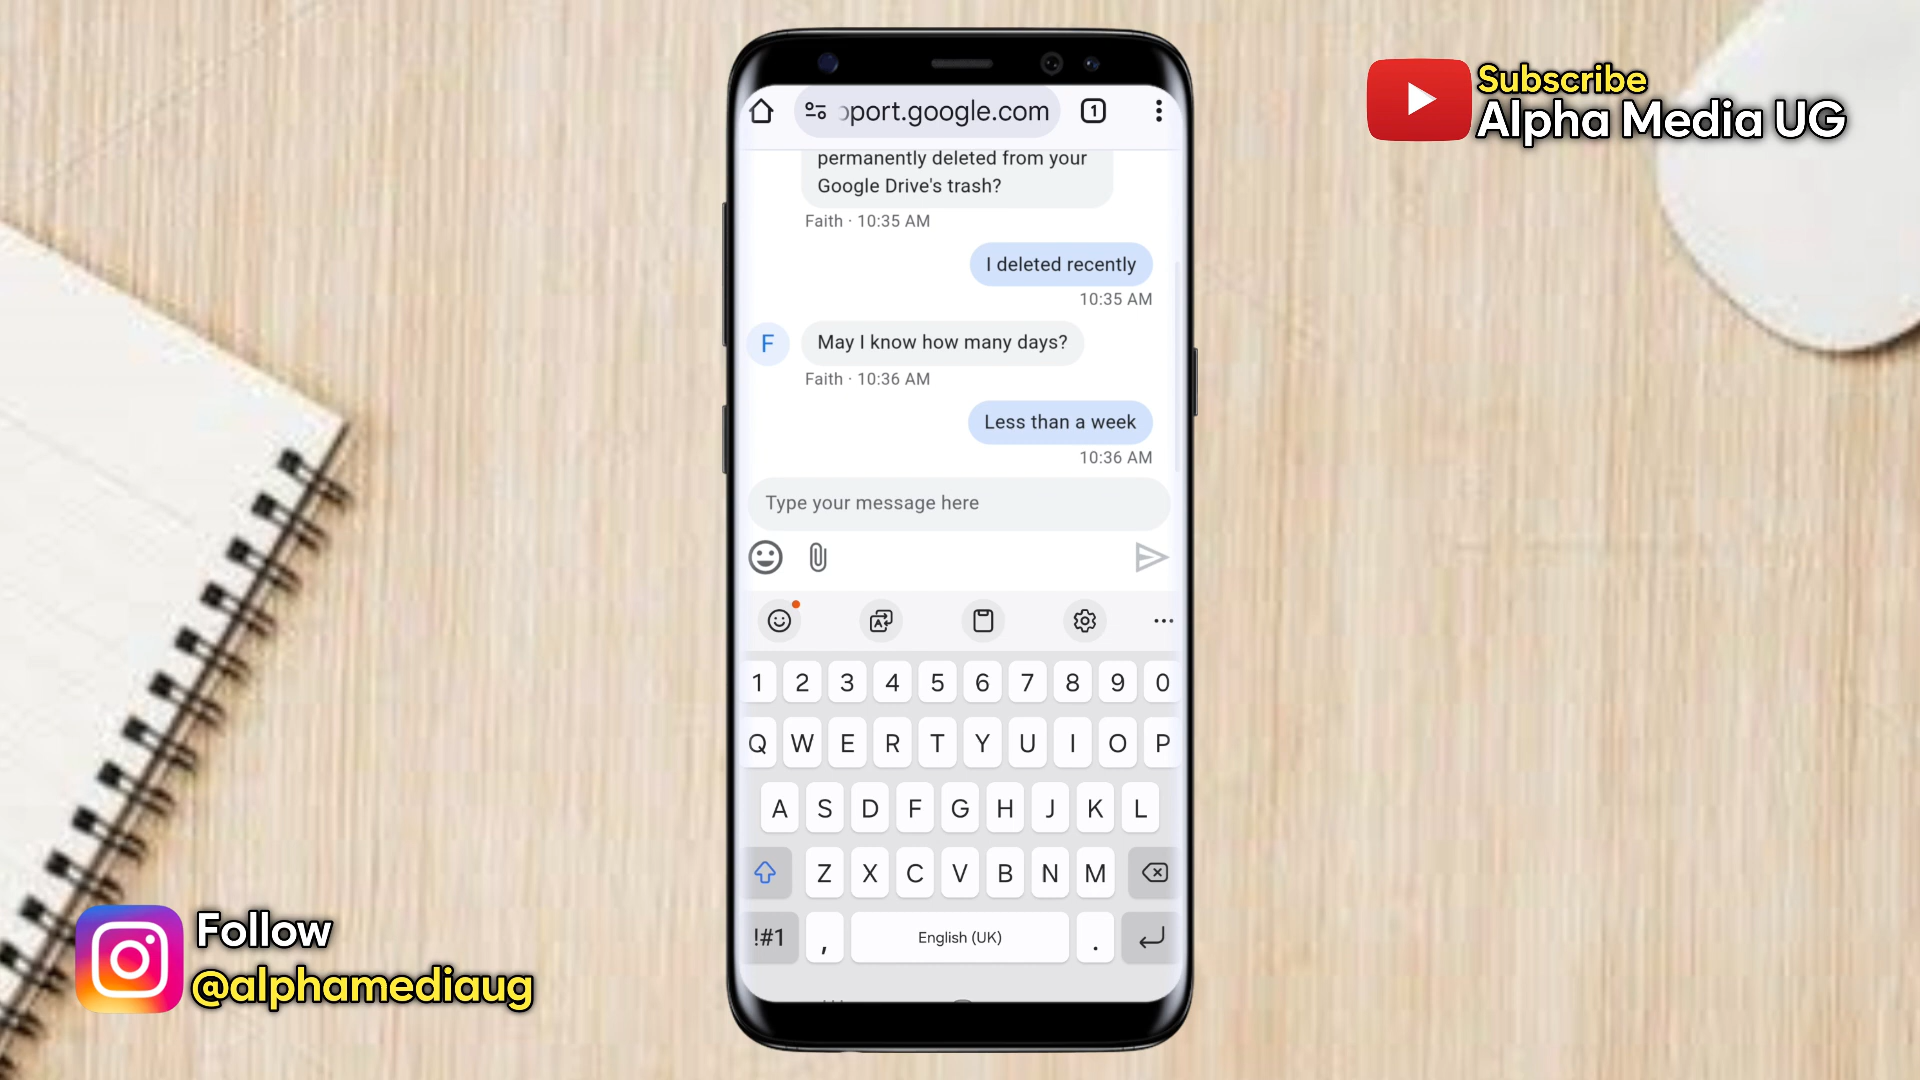 Subscribe
Alpha Media UG
port.google.com
1
permanently deleted from your
Google Drive's trash?
Faith · 10:35 AM
I deleted recently
10:35 AM
F
May I know how many days?
Faith · 10:36 AM
Less than a week
10:36 AM
Type your message here
1 2 3 4 5 6 7 8 9 0
Q W E R T Y U I O P
A S D F G H J K L
Z X C V B N M
!#1 , English (UK) .
Follow
@alphamediaug